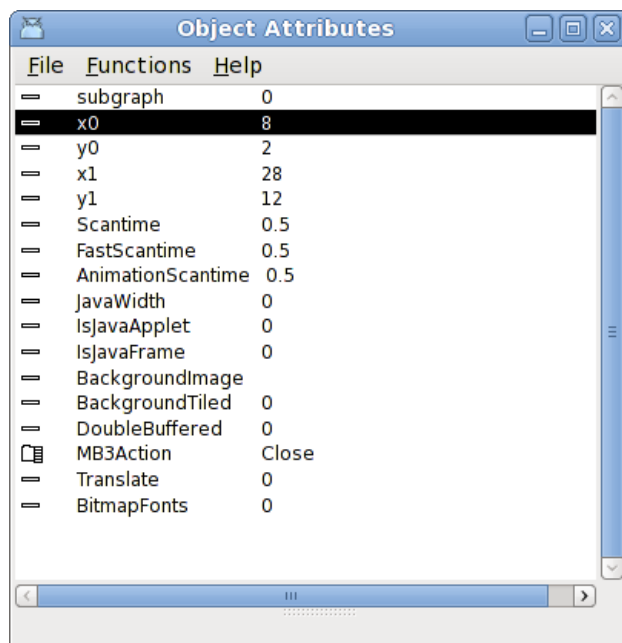 Object Attributes
File Functions Help
subgraph 0
x0 8
y0 2
x1 28
y1 12
Scantime 0.5
FastScantime 0.5
AnimationScantime 0.5
JavaWidth 0
IsJavaApplet 0
IsJavaFrame 0
BackgroundImage
BackgroundTiled 0
DoubleBuffered 0
MB3Action Close
Translate 0
BitmapFonts 0